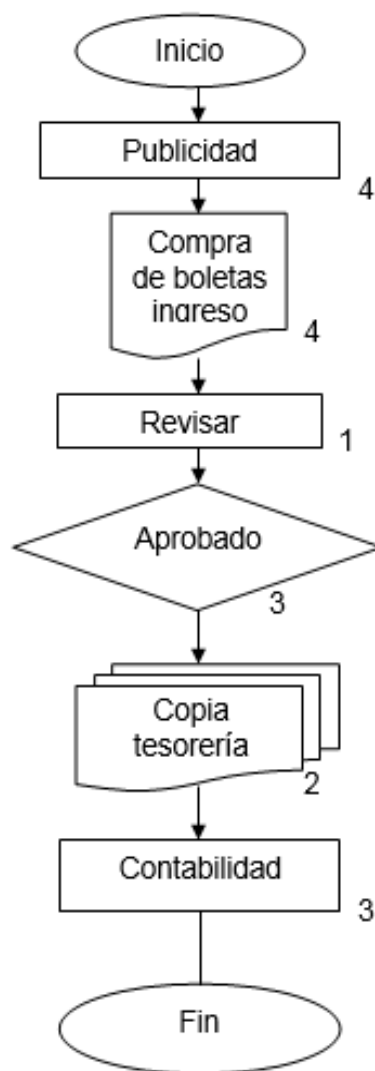 Inicio
Publicidad
4
Compra
de boletas
ingreso
4
Revisar
1
Aprobado
3
Copia
tesorería
2
Contabilidad
3
Fin